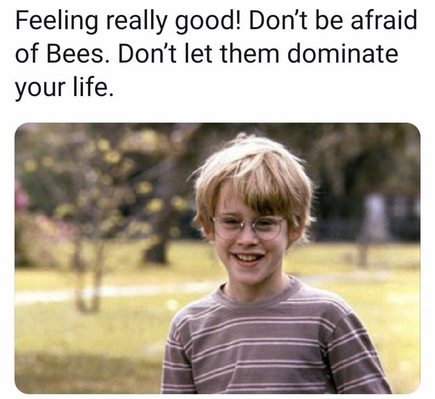 Feeling really good! Don’t be afraid
of Bees. Don’t let them dominate
your life.